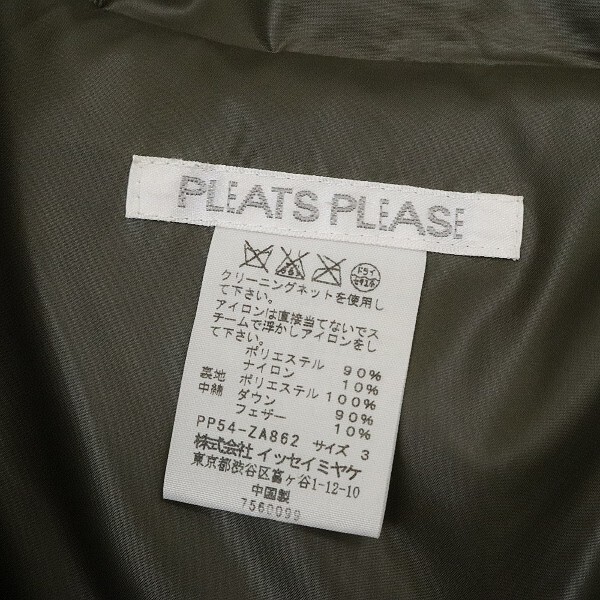 PLEATS PLEASE
ドライ
クリーニングネットを使用し
て下さい。
アイロンは直接当てないでス
チームで浮かしアイロンをし
て下さい。
ポリエステル 90%
ナイロン 10%
裏地 ポリエステル 100%
中綿 ダウン 90%
フェザー 10%
PP54-ZA862 サイズ 3
株式会社 イッセイミヤケ
東京都渋谷区富ヶ谷1-12-10
中国製
7560099